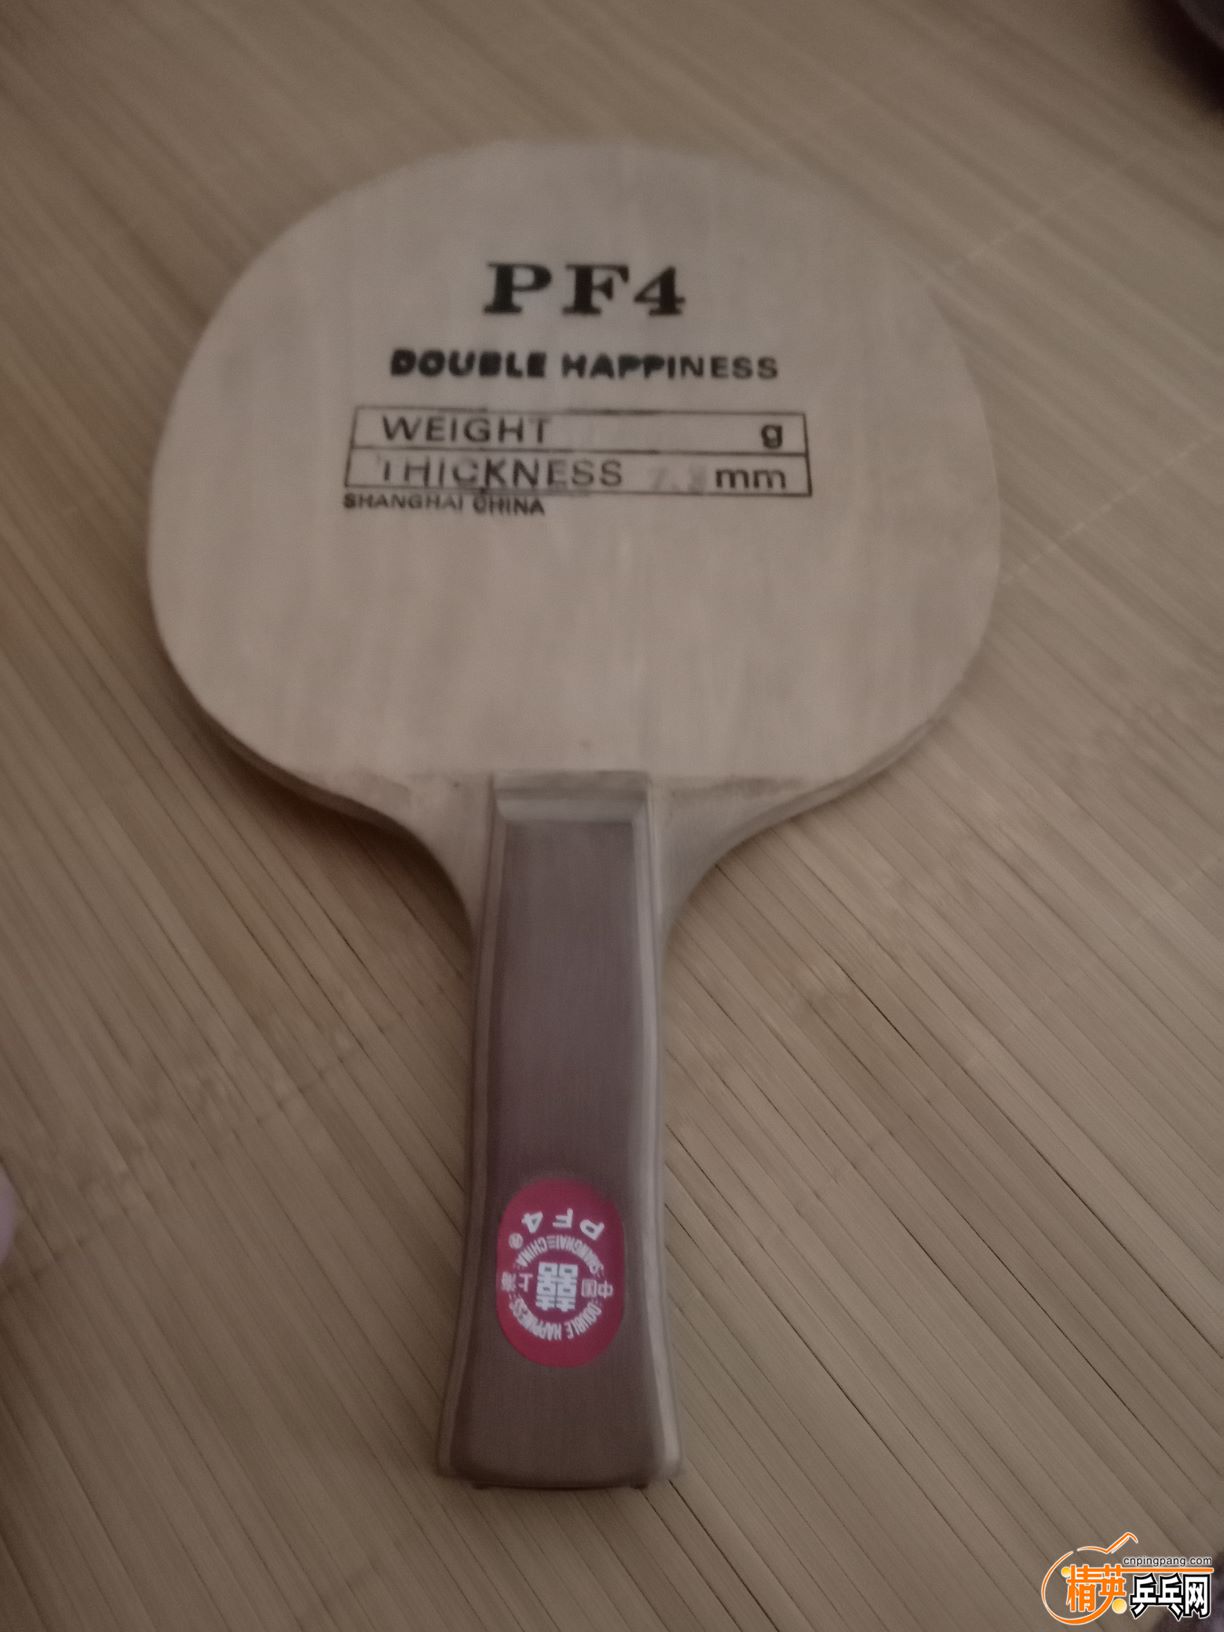 PF4
DOUBLE HAPPINESS
WEIGHT g
THICKNESS mm
SHANGHAI CHINA
DOUBLE HAPPINESS
中国 囍 上海
SHANGHAI CHINA
PF4
cnpingpang.com
精英乒乓网